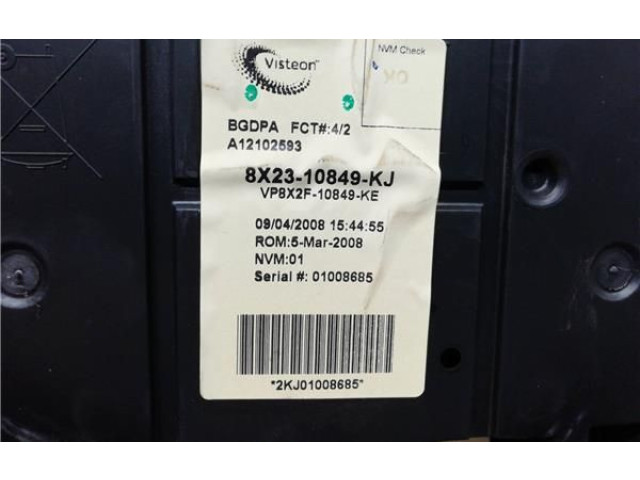 Visteon
NVM Check
OK
BGDPA FCT#:4/2
A12102593
8X23-10849-KJ
VP8X2F-10849-KE
09/04/2008 15:44:55
ROM:5-Mar-2008
NVM:01
Serial #: 01008685
*2KJ01008685*